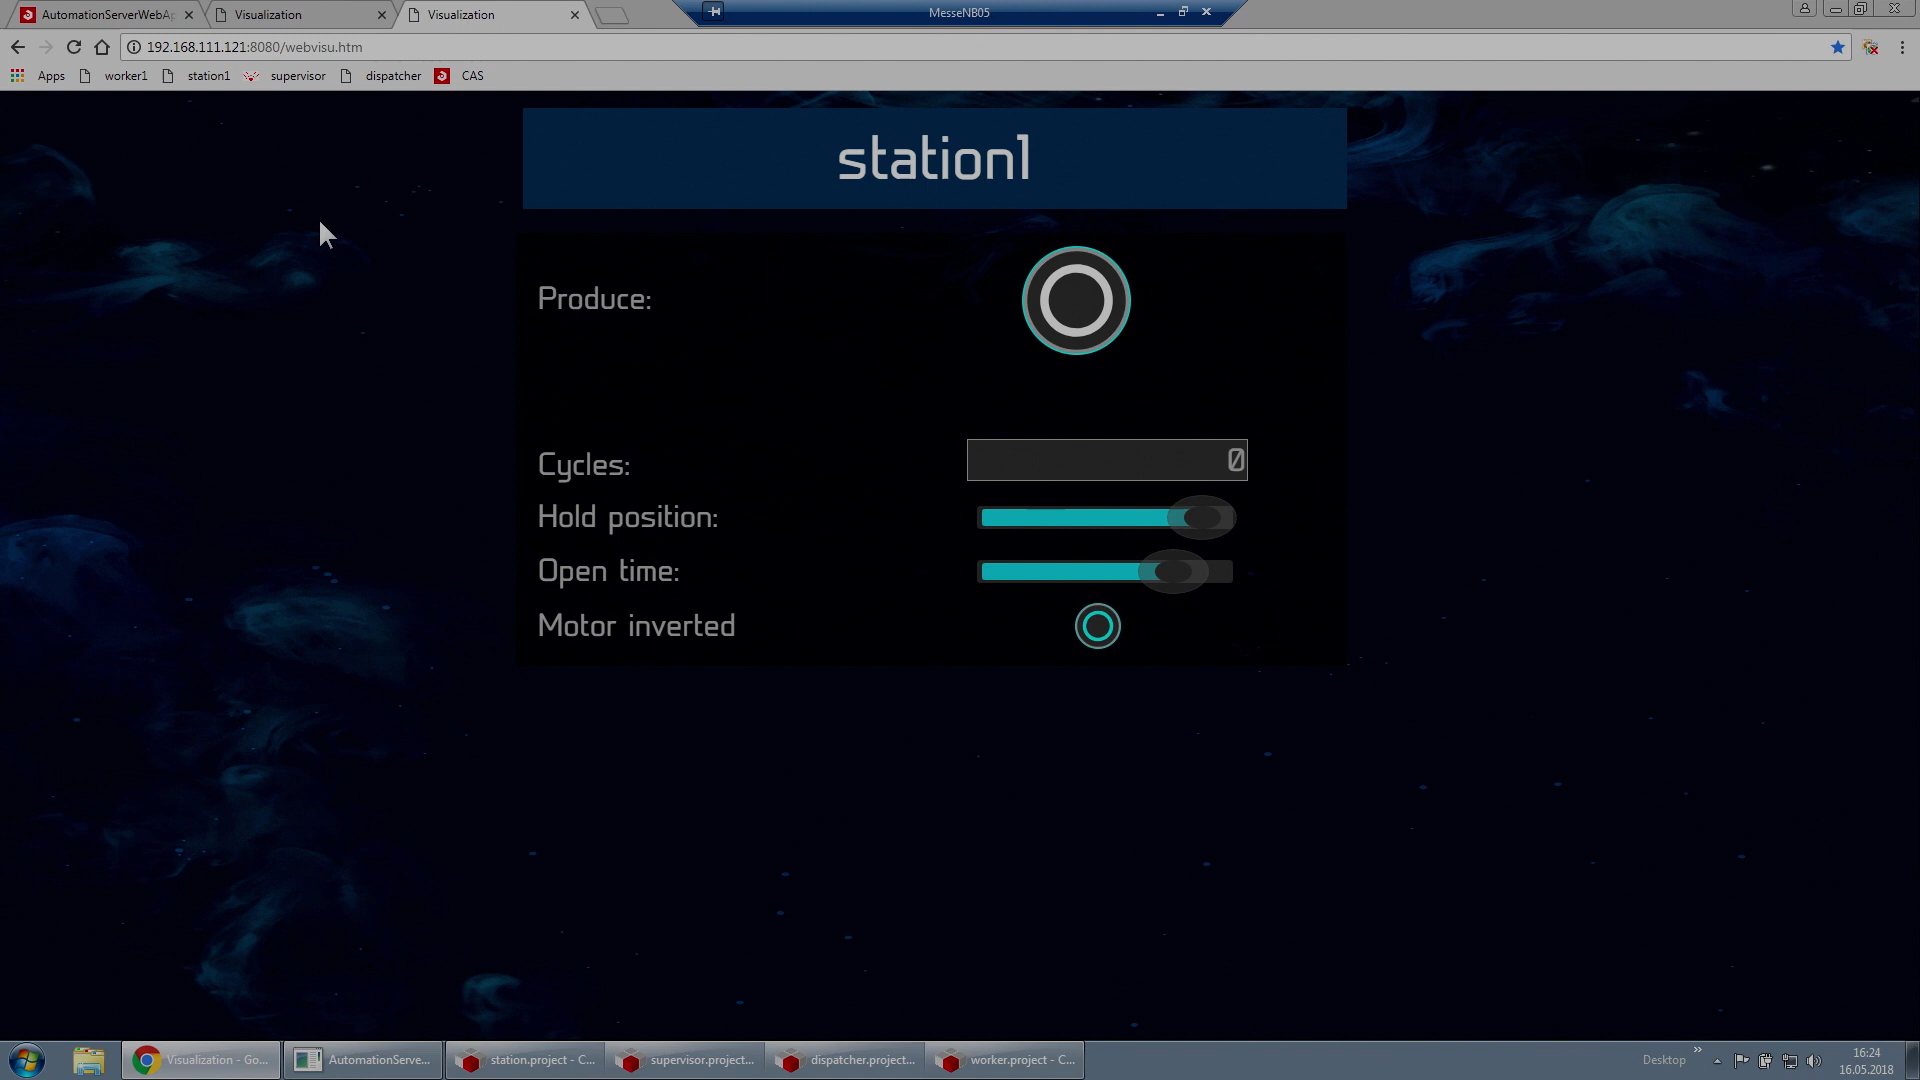 AutomationServerWebAp
Visualization
Visualization
MesseNB05
192.168.111.121:8080/webvisu.htm
Apps
worker1
station1
supervisor
dispatcher
CAS
station1
Produce:
Cycles:
0
Hold position:
Open time:
Motor inverted
Visualization - Go...
AutomationServe...
station.project - C...
supervisor.project...
dispatcher.project...
worker.project - C...
Desktop
16:24
16.05.2018